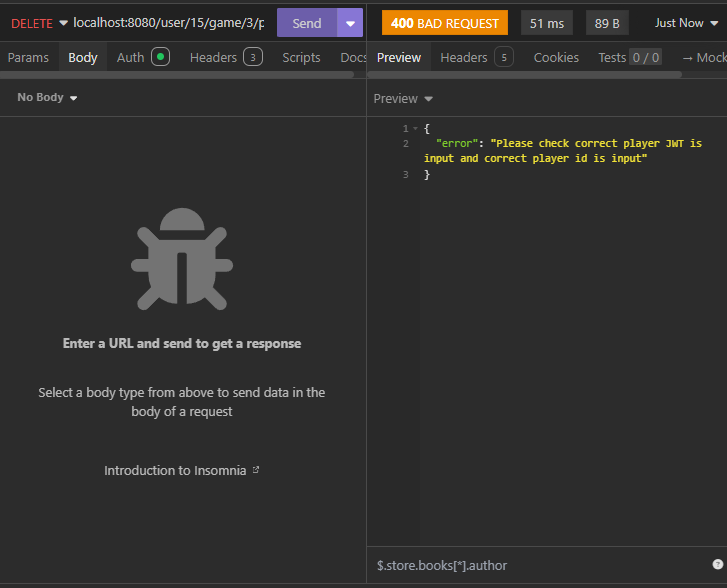 DELETE localhost:8080/user/15/game/3/p Send
400 BAD REQUEST 51 ms 89 B Just Now
Params Body Auth Headers 3 Scripts Docs
Preview Headers 5 Cookies Tests 0 / 0 → Mock
No Body
Preview
1 {
2 "error": "Please check correct player JWT is
input and correct player id is input"
3 }
Enter a URL and send to get a response
Select a body type from above to send data in the
body of a request
Introduction to Insomnia
$.store.books[*].author
?